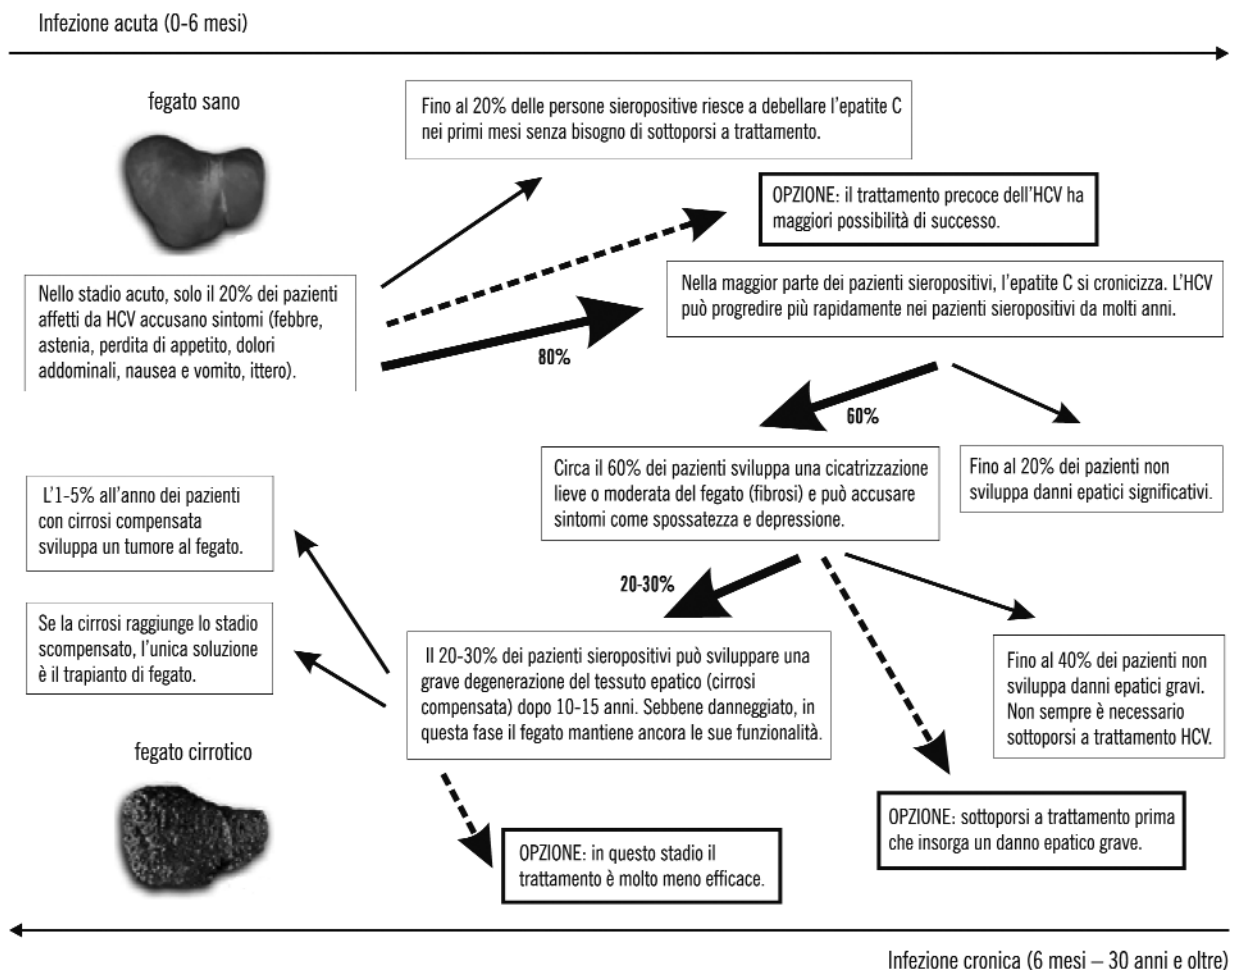 Infezione acuta (0-6 mesi)
fegato sano
Fino al 20% delle persone sieropositive riesce a debellare l'epatite C
nei primi mesi senza bisogno di sottoporsi a trattamento.
OPZIONE: il trattamento precoce dell'HCV ha
maggiori possibilità di successo.
Nello stadio acuto, solo il 20% dei pazienti
affetti da HCV accusano sintomi (febbre,
astenia, perdita di appetito, dolori
addominali, nausea e vomito, ittero).
80%
Nella maggior parte dei pazienti sieropositivi, l'epatite C si cronicizza. L'HCV
può progredire più rapidamente nei pazienti sieropositivi da molti anni.
60%
Circa il 60% dei pazienti sviluppa una cicatrizzazione
lieve o moderata del fegato (fibrosi) e può accusare
sintomi come spossatezza e depressione.
Fino al 20% dei pazienti non
sviluppa danni epatici significativi.
L'1-5% all'anno dei pazienti
con cirrosi compensata
sviluppa un tumore al fegato.
20-30%
Se la cirrosi raggiunge lo stadio
scompensato, l'unica soluzione
è il trapianto di fegato.
Il 20-30% dei pazienti sieropositivi può sviluppare una
grave degenerazione del tessuto epatico (cirrosi
compensata) dopo 10-15 anni. Sebbene danneggiato, in
questa fase il fegato mantiene ancora le sue funzionalità.
Fino al 40% dei pazienti non
sviluppa danni epatici gravi.
Non sempre è necessario
sottoporsi a trattamento HCV.
fegato cirrotico
OPZIONE: sottoporsi a trattamento prima
che insorga un danno epatico grave.
OPZIONE: in questo stadio il
trattamento è molto meno efficace.
Infezione cronica (6 mesi – 30 anni e oltre)